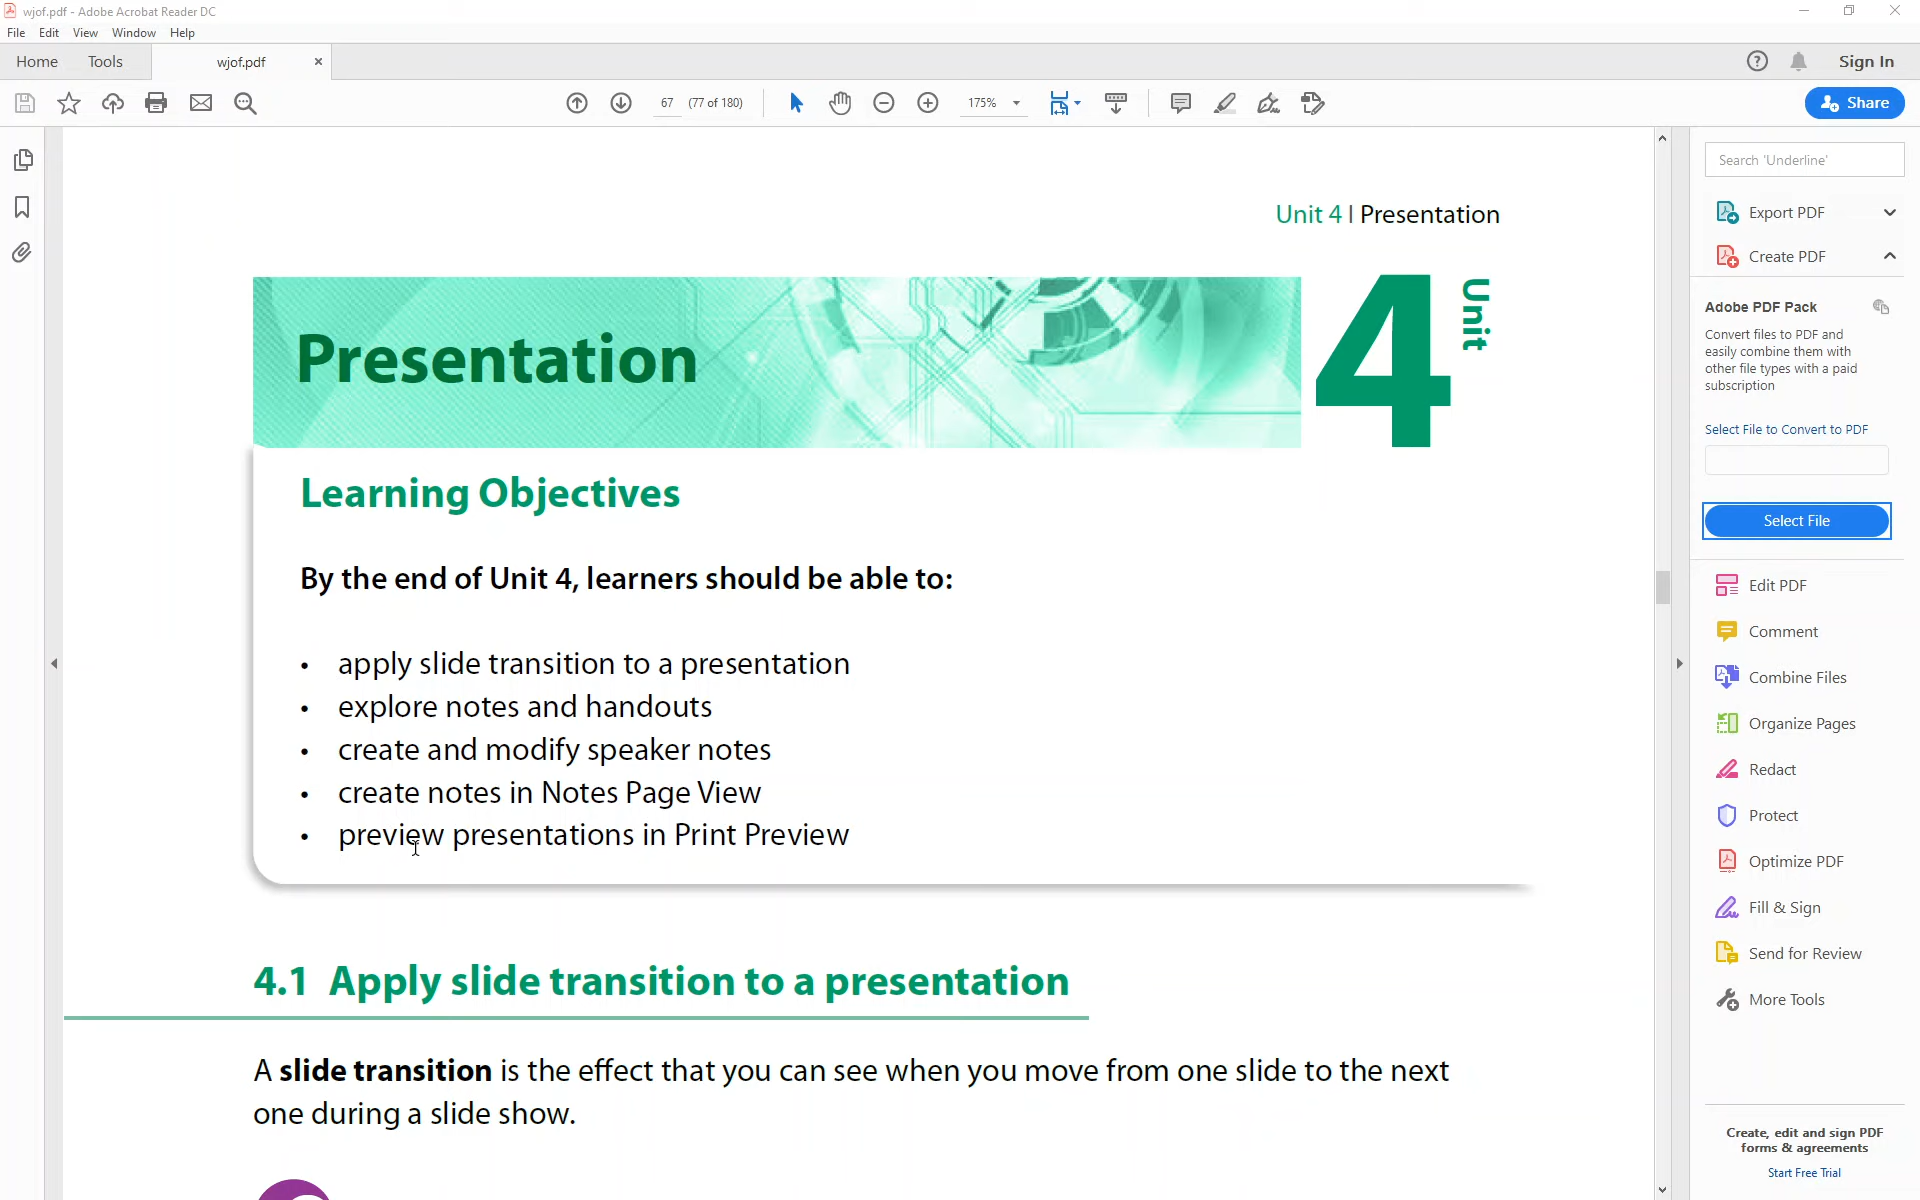 wjof.pdf - Adobe Acrobat Reader DC
File Edit View Window Help
Home Tools wjof.pdf × Sign In
67 (77 of 180) 175% Share
Search 'Underline'
Export PDF
Create PDF
Adobe PDF Pack
Convert files to PDF and
easily combine them with
other file types with a paid
subscription
Select File to Convert to PDF
Select File
Edit PDF
Comment
Combine Files
Organize Pages
Redact
Protect
Optimize PDF
Fill & Sign
Send for Review
More Tools
Create, edit and sign PDF
forms & agreements
Start Free Trial
Unit 4 | Presentation
Presentation
4 Unit
Learning Objectives
By the end of Unit 4, learners should be able to:
• apply slide transition to a presentation
• explore notes and handouts
• create and modify speaker notes
• create notes in Notes Page View
• preview presentations in Print Preview
4.1 Apply slide transition to a presentation
A slide transition is the effect that you can see when you move from one slide to the next
one during a slide show.